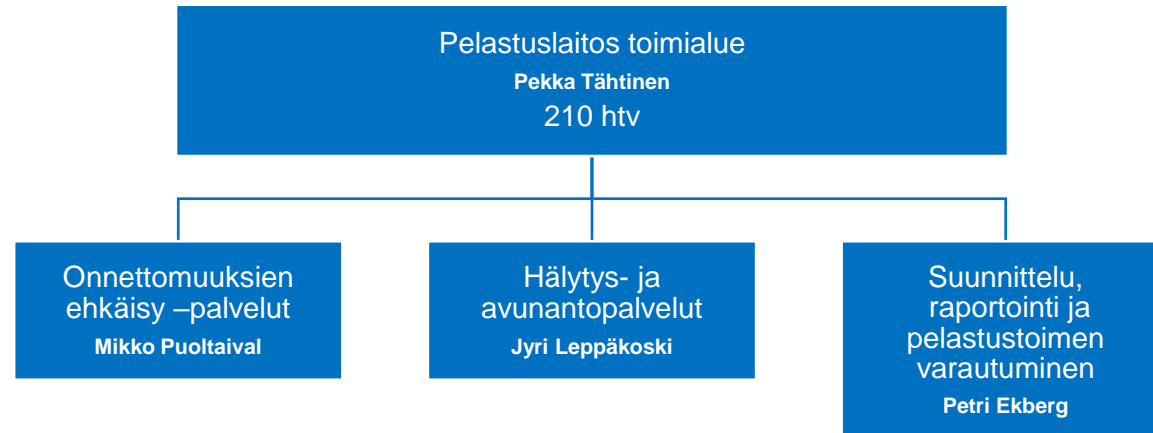 Pelastuslaitos toimialue
Pekka Tähtinen
210 htv
Onnettomuuksien
ehkäisy –palvelut
Mikko Puoltaival
Hälytys- ja
avunantopalvelut
Jyri Leppäkoski
Suunnittelu,
raportointi ja
pelastustoimen
varautuminen
Petri Ekberg